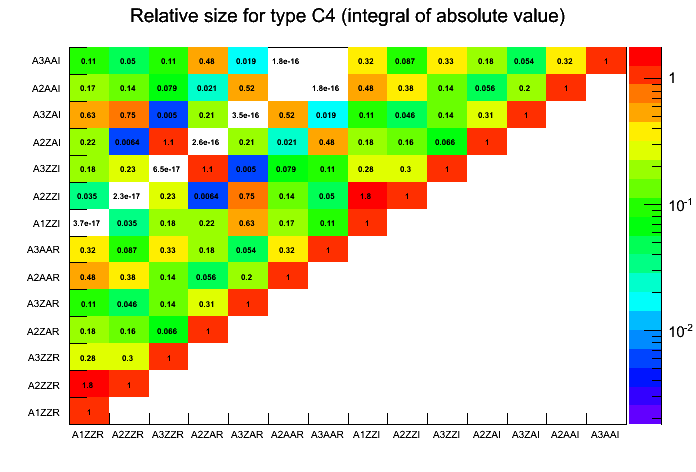 Relative size for type C4 (integral of absolute value)
A3AAI 0.11 0.05 0.11 0.48 0.019 1.8e-16 0.32 0.087 0.33 0.18 0.054 0.32 1
A2AAI 0.17 0.14 0.079 0.021 0.52 1.8e-16 0.48 0.38 0.14 0.056 0.2 1
A3ZAI 0.63 0.75 0.005 0.21 3.5e-16 0.52 0.019 0.11 0.046 0.14 0.31 1
A2ZAI 0.22 0.0064 1.1 2.6e-16 0.21 0.021 0.48 0.18 0.16 0.066 1
A3ZZI 0.18 0.23 6.5e-17 1.1 0.005 0.079 0.11 0.28 0.3 1
A2ZZI 0.035 2.3e-17 0.23 0.0064 0.75 0.14 0.05 1.8 1
A1ZZI 3.7e-17 0.035 0.18 0.22 0.63 0.17 0.11 1
A3AAR 0.32 0.087 0.33 0.18 0.054 0.32 1
A2AAR 0.48 0.38 0.14 0.056 0.2 1
A3ZAR 0.11 0.046 0.14 0.31 1
A2ZAR 0.18 0.16 0.066 1
A3ZZR 0.28 0.3 1
A2ZZR 1.8 1
A1ZZR 1
A1ZZR A2ZZR A3ZZR A2ZAR A3ZAR A2AAR A3AAR A1ZZI A2ZZI A3ZZI A2ZAI A3ZAI A2AAI A3AAI
1
10-1
10-2